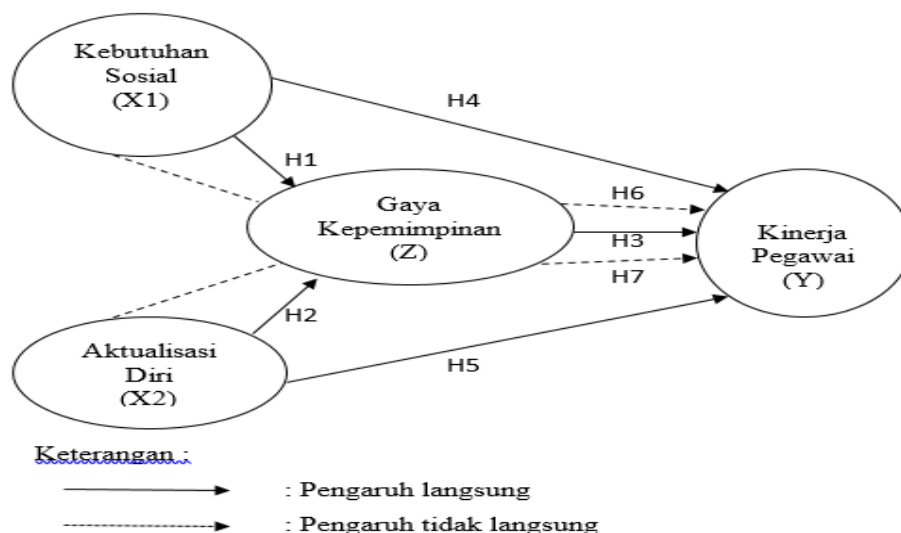 Kebutuhan
Sosial
(X1)
H4
H1
Gaya
Kepemimpinan
(Z)
H6
H3
H7
Kinerja
Pegawai
(Y)
H2
Aktualisasi
Diri
(X2)
H5
Keterangan :
: Pengaruh langsung
: Pengaruh tidak langsung